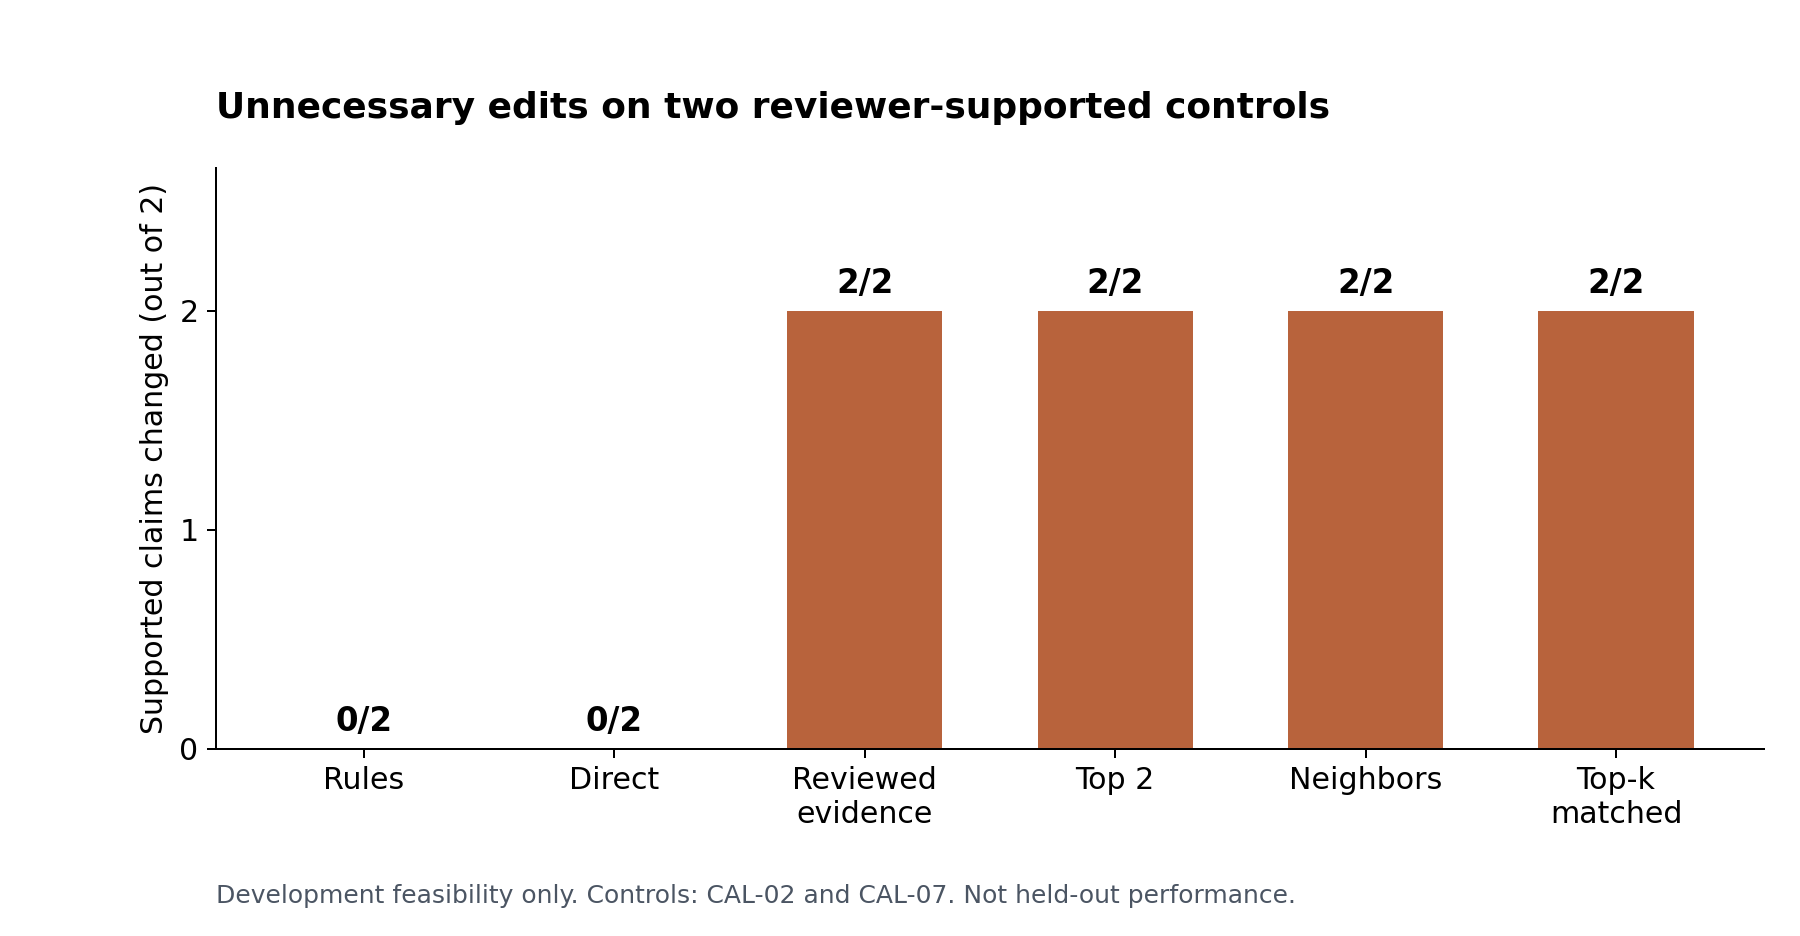 Unnecessary edits on two reviewer-supported controls
Supported claims changed (out of 2)
2
1
0
0/2
0/2
2/2
2/2
2/2
2/2
Rules
Direct
Reviewed
evidence
Top 2
Neighbors
Top-k
matched
Development feasibility only. Controls: CAL-02 and CAL-07. Not held-out performance.